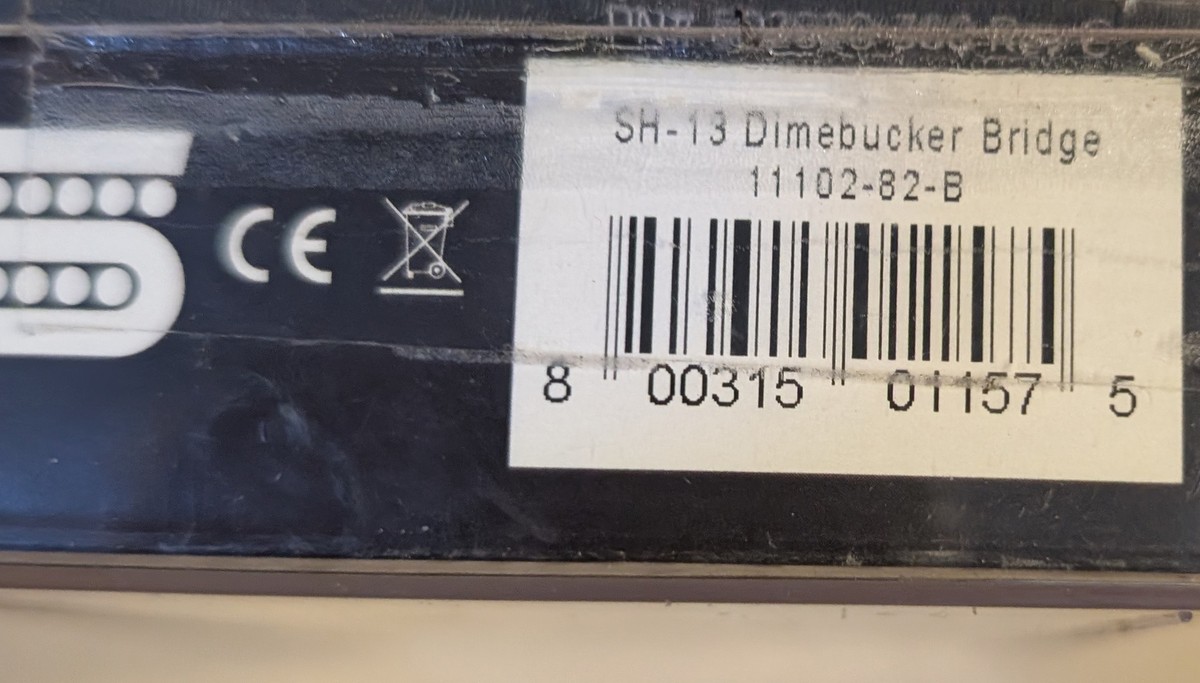 SH-13 Dimebucker Bridge
11102-82-B
CE
8 00315 01157 5